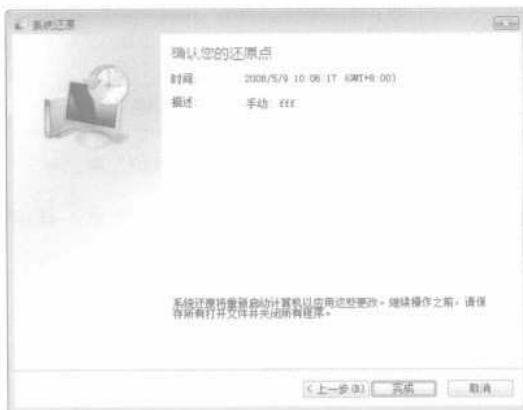 系统还原
确认您的还原点
时间: 2008/5/9 10:06:17 (GMT+8:00)
描述: 手动: fff
系统还原将重新启动计算机以应用这些更改。继续操作之前，请保
存所有打开文件并关闭所有程序。
< 上一步(B) 完成 取消